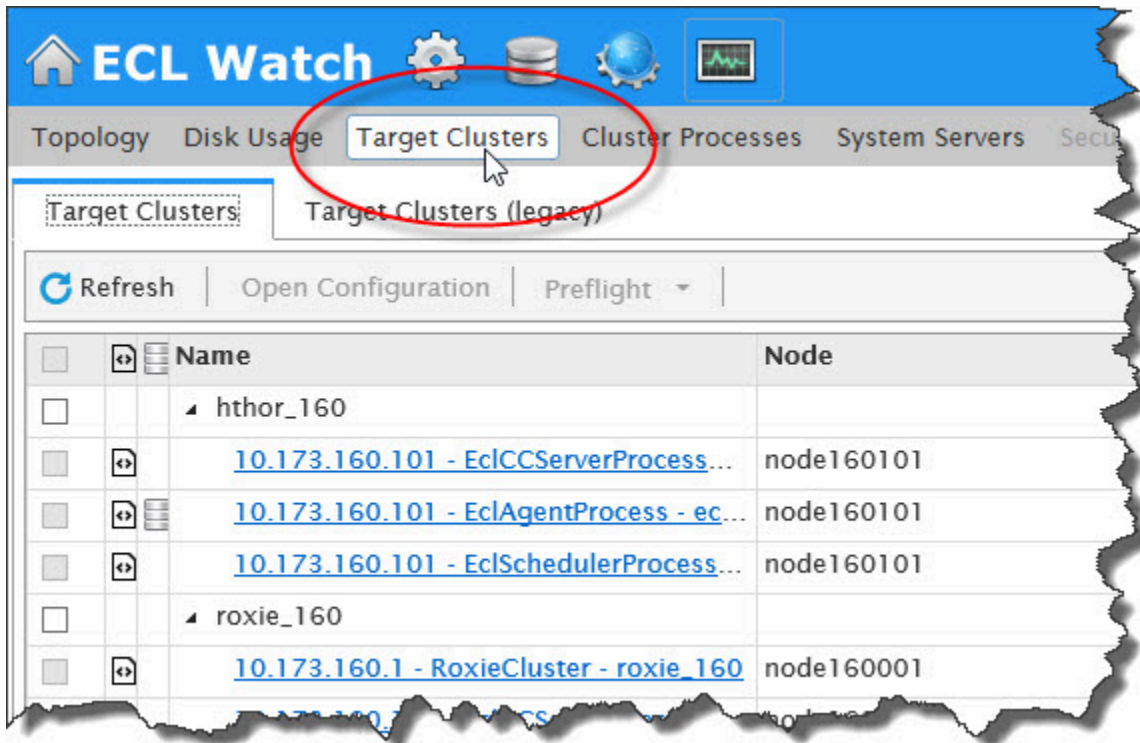 ECL Watch
Topology Disk Usage Target Clusters Cluster Processes System Servers Secu
Target Clusters Target Clusters (legacy)
Refresh Open Configuration Preflight
Name Node
hthor_160
10.173.160.101 - EclCCServerProcess... node160101
10.173.160.101 - EclAgentProcess - ec... node160101
10.173.160.101 - EclSchedulerProcess... node160101
roxie_160
10.173.160.1 - RoxieCluster - roxie_160 node160001